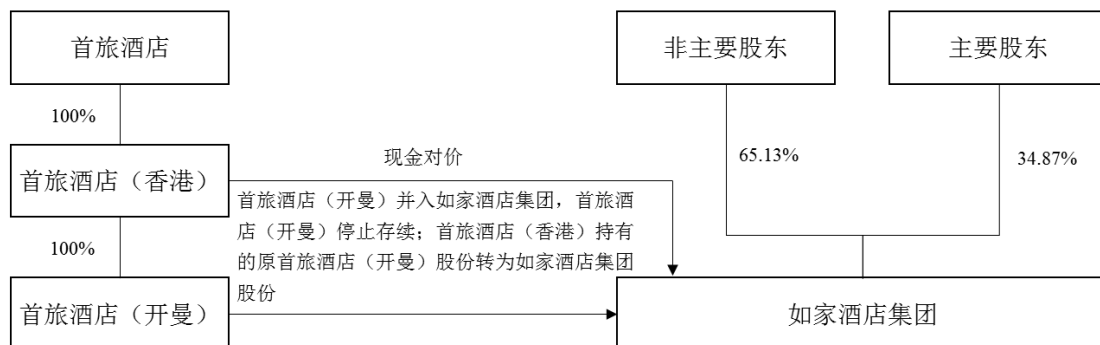 首旅酒店
非主要股东
主要股东
100%
65.13%
34.87%
首旅酒店（香港）
现金对价
首旅酒店（开曼）并入如家酒店集团，首旅酒
店（开曼）停止存续；首旅酒店（香港）持有
的原首旅酒店（开曼）股份转为如家酒店集团
股份
100%
首旅酒店（开曼）
如家酒店集团